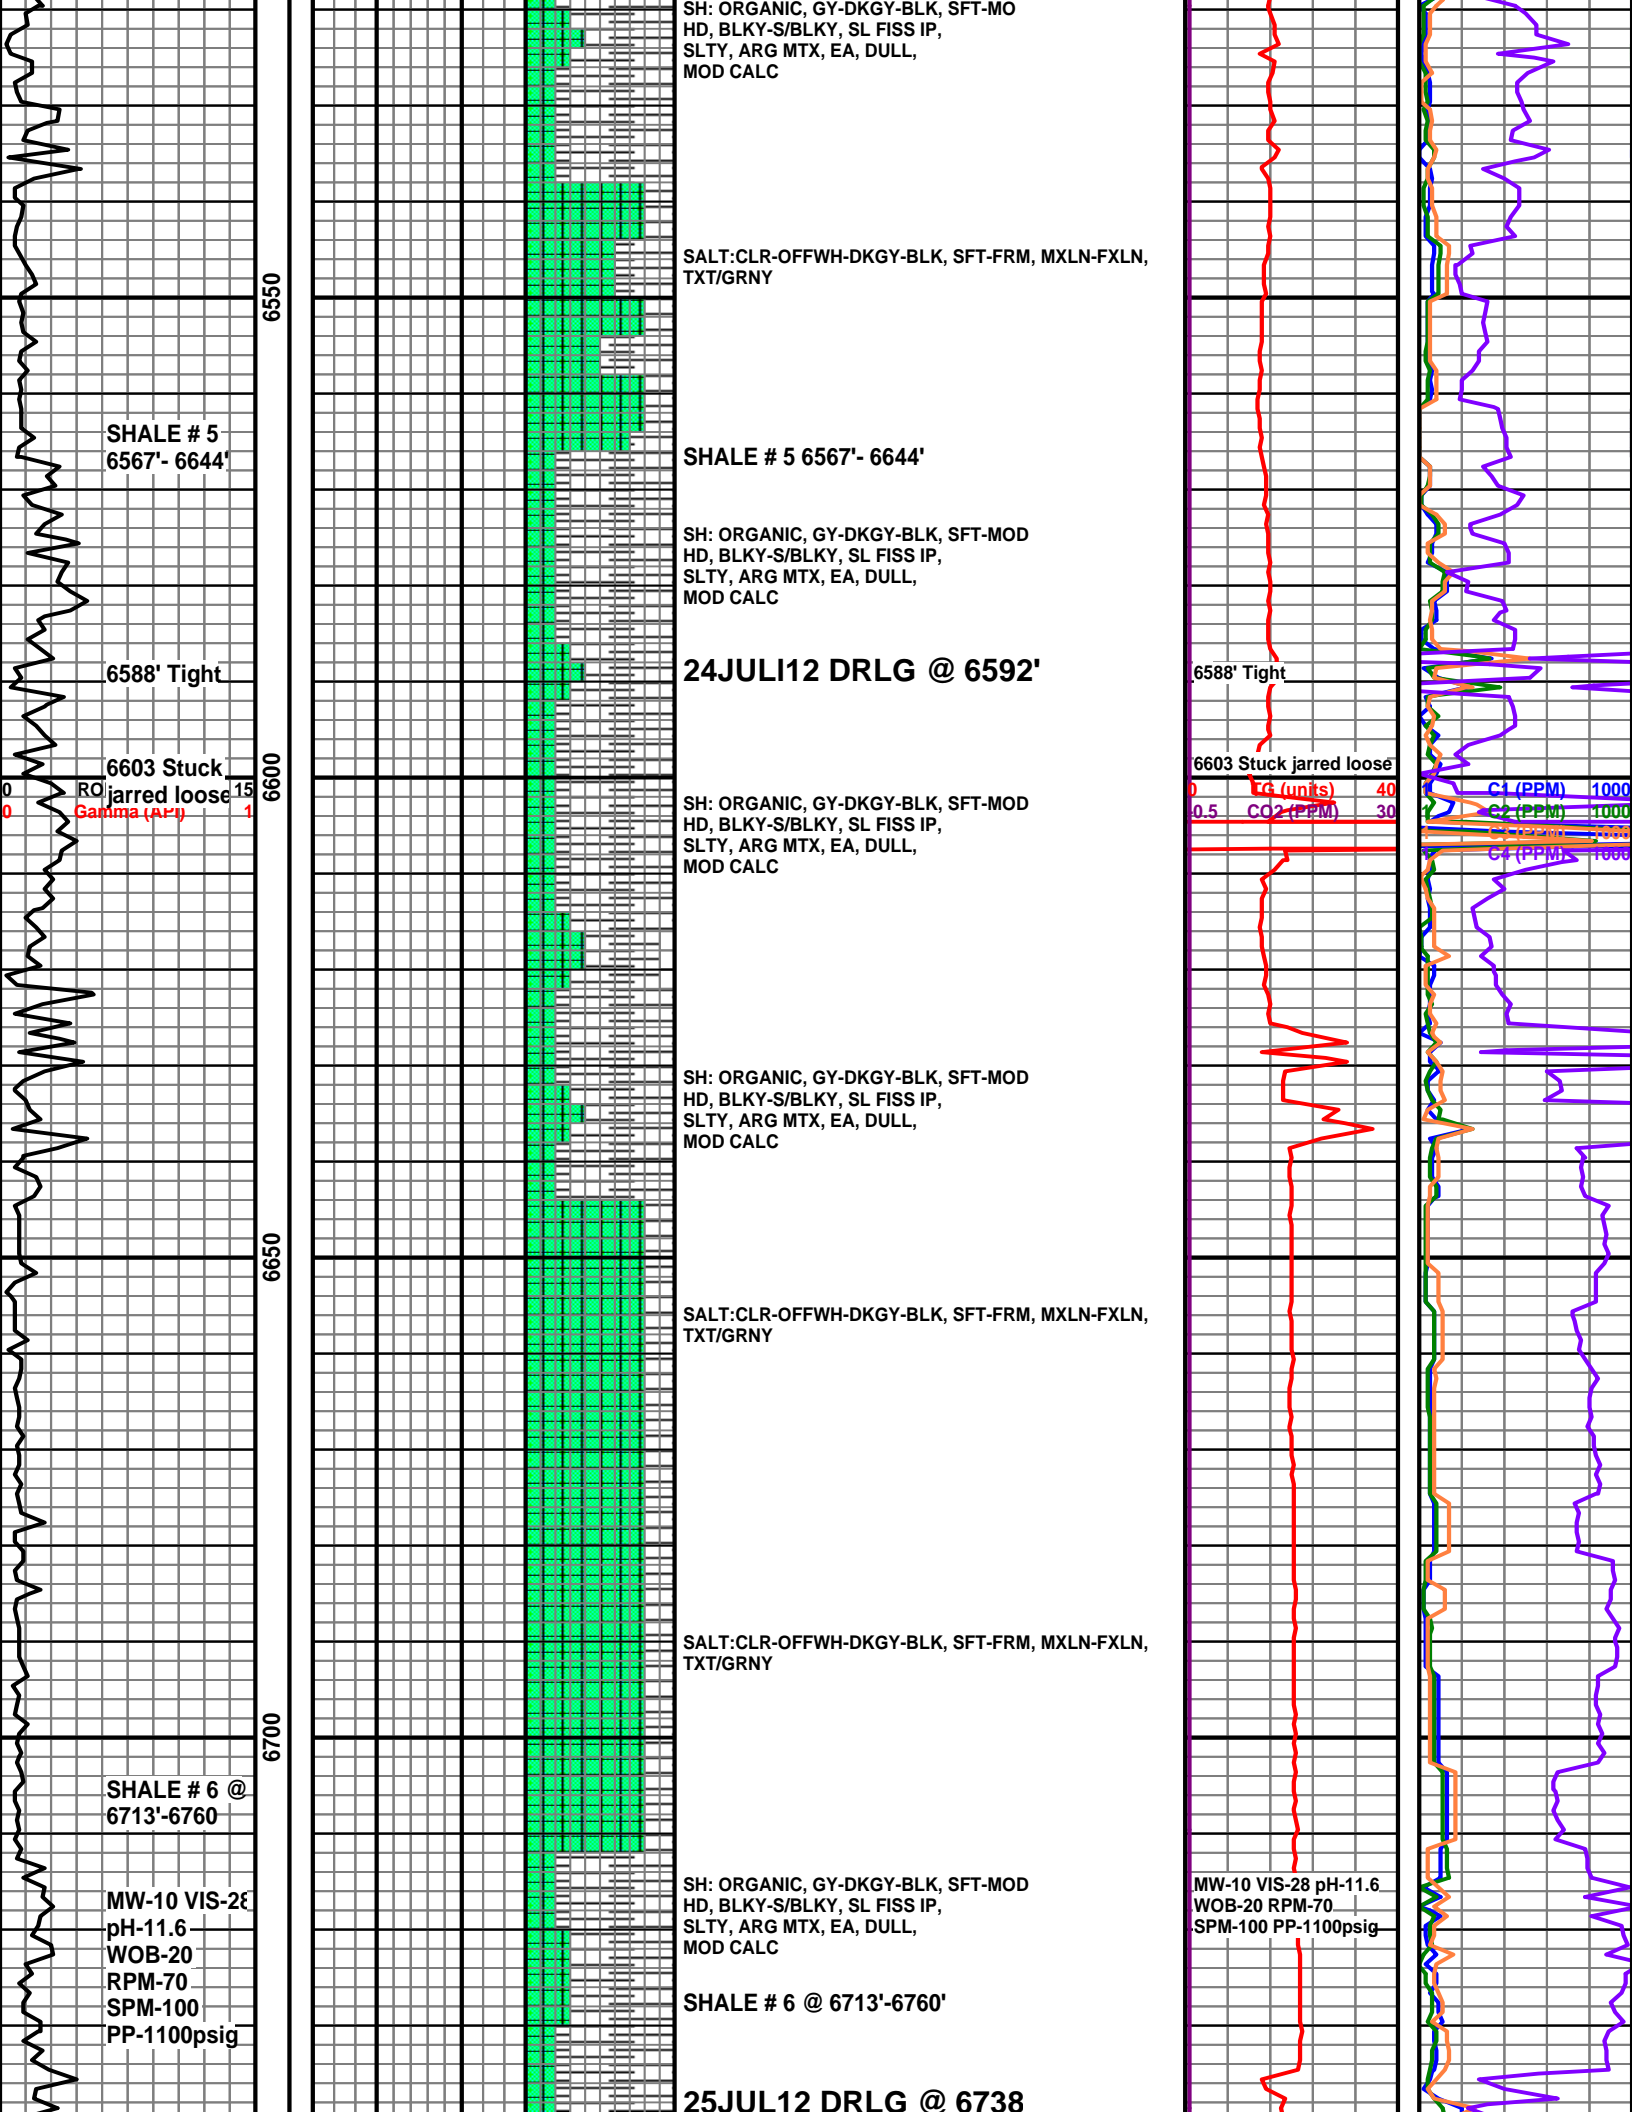 SH: ORGANIC, GY-DKGY-BLK, SFT-MO
HD, BLKY-S/BLKY, SL FISS IP,
SLTY, ARG MTX, EA, DULL,
MOD CALC
SALT:CLR-OFFWH-DKGY-BLK, SFT-FRM, MXLN-FXLN,
TXT/GRNY
6550
SHALE # 5
6567'- 6644'
SHALE # 5 6567'- 6644'
SH: ORGANIC, GY-DKGY-BLK, SFT-MOD
HD, BLKY-S/BLKY, SL FISS IP,
SLTY, ARG MTX, EA, DULL,
MOD CALC
6588' Tight
24JULI12 DRLG @ 6592'
6588' Tight
6603 Stuck
jarred loose
6600
6603 Stuck jarred loose
0 RO 15
0 Gamma (API) 1
SH: ORGANIC, GY-DKGY-BLK, SFT-MOD
HD, BLKY-S/BLKY, SL FISS IP,
SLTY, ARG MTX, EA, DULL,
MOD CALC
0 TG (units) 40
0.5 CO2 (PPM) 30
1 C1 (PPM) 1000
C2 (PPM) 1000
C3 (PPM) 1000
C4 (PPM) 1000
SH: ORGANIC, GY-DKGY-BLK, SFT-MOD
HD, BLKY-S/BLKY, SL FISS IP,
SLTY, ARG MTX, EA, DULL,
MOD CALC
6650
SALT:CLR-OFFWH-DKGY-BLK, SFT-FRM, MXLN-FXLN,
TXT/GRNY
SALT:CLR-OFFWH-DKGY-BLK, SFT-FRM, MXLN-FXLN,
TXT/GRNY
6700
SHALE # 6 @
6713'-6760
MW-10 VIS-28
pH-11.6
WOB-20
RPM-70
SPM-100
PP-1100psig
SH: ORGANIC, GY-DKGY-BLK, SFT-MOD
HD, BLKY-S/BLKY, SL FISS IP,
SLTY, ARG MTX, EA, DULL,
MOD CALC
MW-10 VIS-28 pH-11.6
WOB-20 RPM-70
SPM-100 PP-1100psig
SHALE # 6 @ 6713'-6760'
25JUL12 DRLG @ 6738